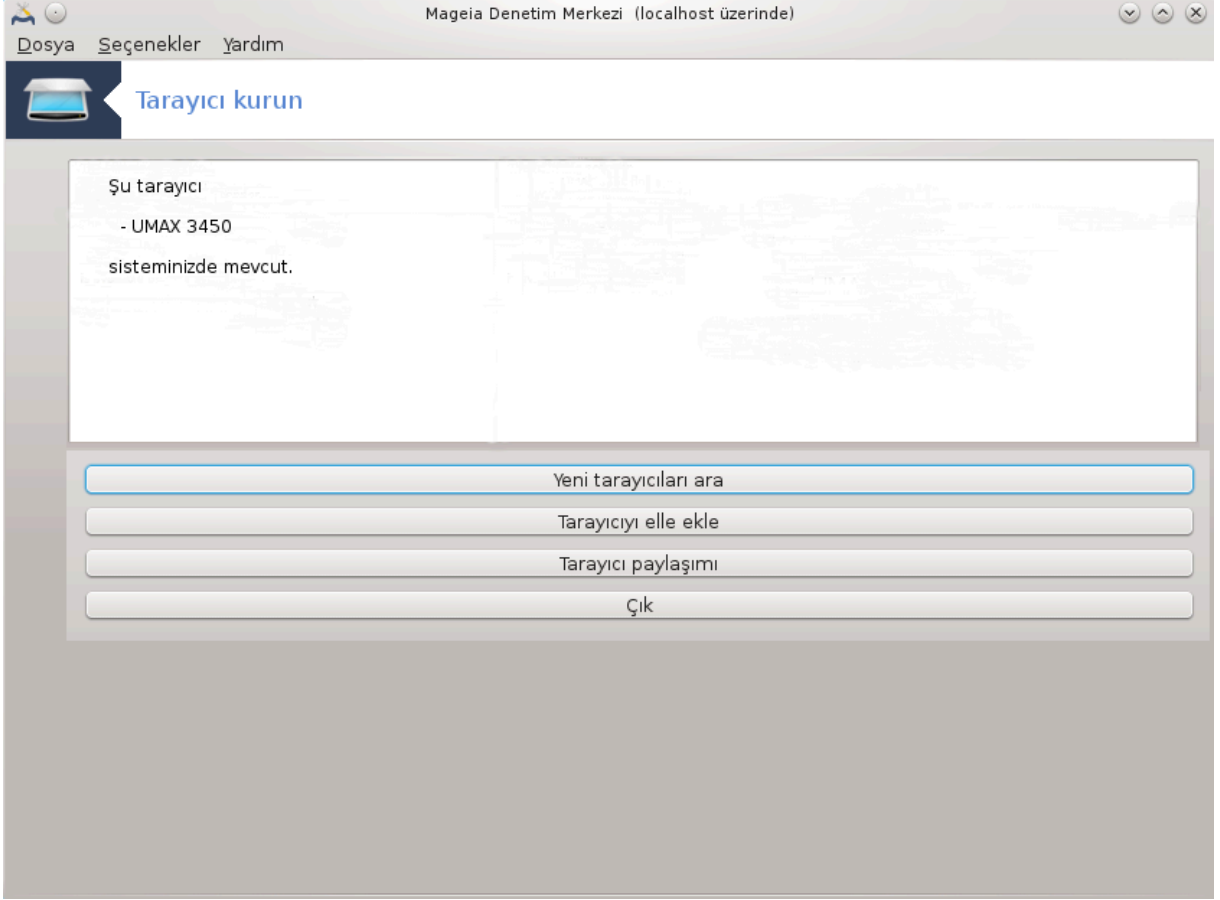 Mageia Denetim Merkezi (localhost üzerinde)
Dosya Seçenekler Yardım
Tarayıcı kurun
Şu tarayıcı
- UMAX 3450
sisteminizde mevcut.
Yeni tarayıcıları ara
Tarayıcıyı elle ekle
Tarayıcı paylaşımı
Çık